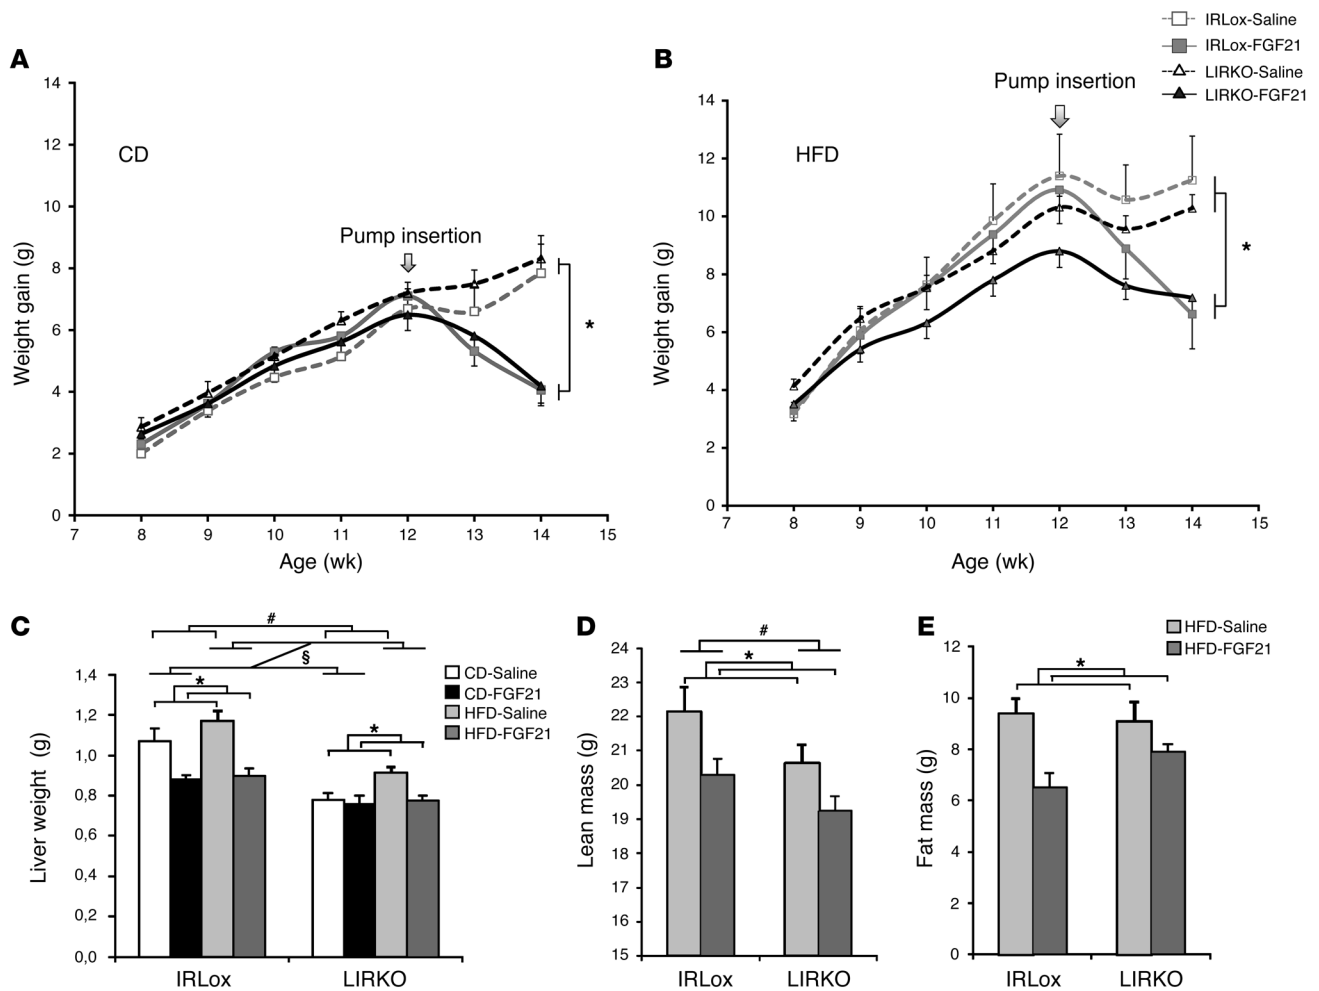 IRLox-Saline
IRLox-FGF21
LIRKO-Saline
LIRKO-FGF21
A
14
12
10
8
6
4
2
0
Weight gain (g)
CD
Pump insertion
*
7 8 9 10 11 12 13 14 15
Age (wk)
B
14
12
10
8
6
4
2
0
Weight gain (g)
HFD
Pump insertion
*
7 8 9 10 11 12 13 14 15
Age (wk)
C
#
§
*
*
1,4
1,2
1,0
0,8
0,6
0,4
0,2
0,0
Liver weight (g)
CD-Saline
CD-FGF21
HFD-Saline
HFD-FGF21
IRLox LIRKO
D
#
*
24
23
22
21
20
19
18
17
16
15
Lean mass (g)
IRLox LIRKO
E
HFD-Saline
HFD-FGF21
*
12
10
8
6
4
2
0
Fat mass (g)
IRLox LIRKO